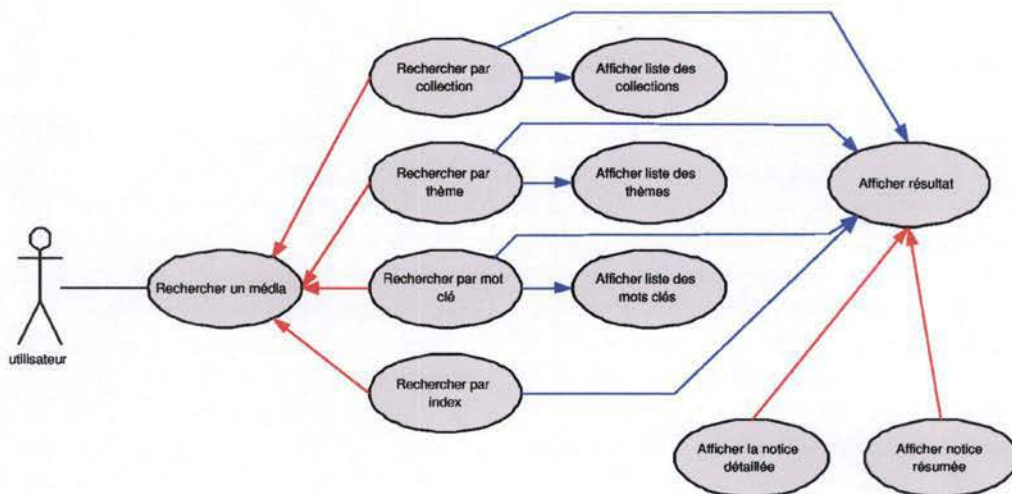 Rechercher par
collection
Afficher liste des
collections
Rechercher par
thème
Afficher liste des
thèmes
Afficher résultat
Rechercher un média
Rechercher par mot
clé
Afficher liste des
mots clés
utilisateur
Rechercher par
index
Afficher la notice
détaillée
Afficher notice
résumée